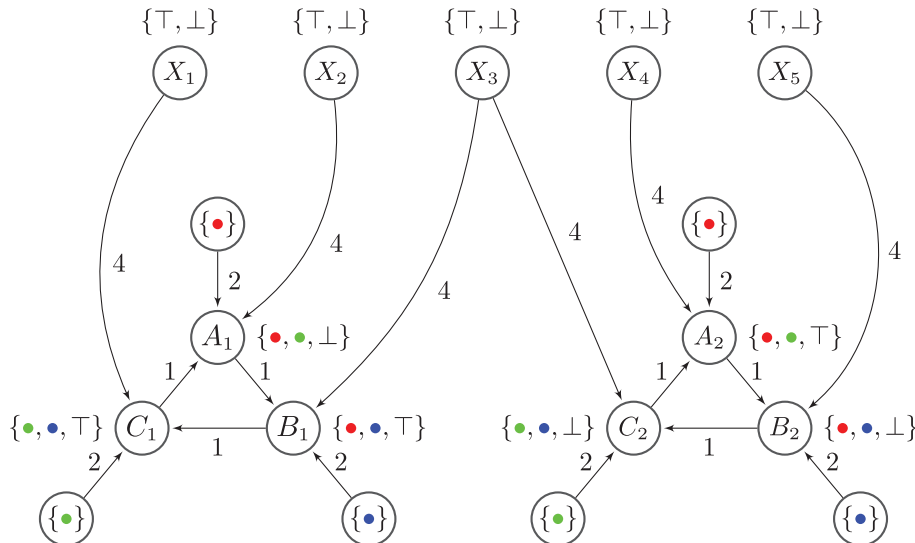 {⊤, ⊥} {⊤, ⊥} {⊤, ⊥} {⊤, ⊥} {⊤, ⊥}
X₁ X₂ X₃ X₄ X₅
4
{•} {•}
4 4 4 4
2 4 2
A₁ {•, •, ⊥} A₂ {•, •, ⊤}
1 1 1 1
{•, •, ⊤} C₁ B₁ {•, •, ⊤} {•, •, ⊥} C₂ B₂ {•, •, ⊥}
1 1
2 2 2 2
{•} {•} {•} {•}